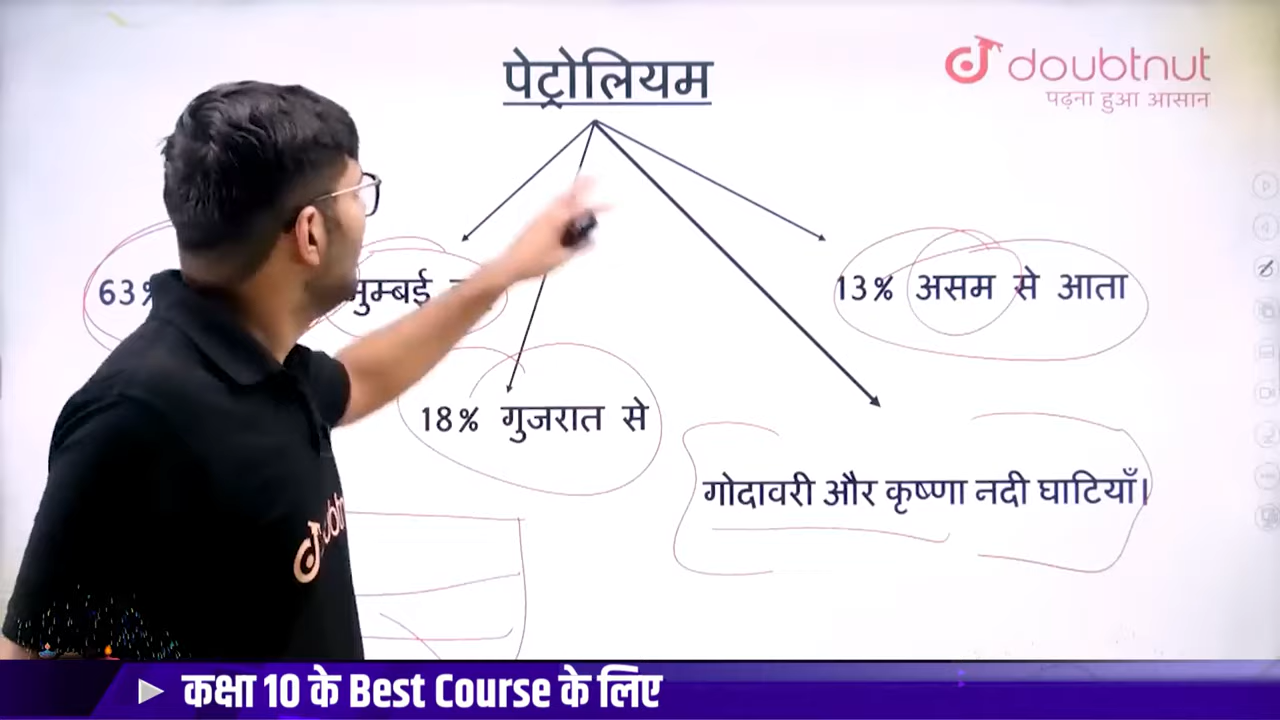 पेट्रोलियम
doubtnut
पढ़ना हुआ आसान
63%
मुम्बई
13% असम से आता
18% गुजरात से
गोदावरी और कृष्णा नदी घाटियाँ।
कक्षा 10 के Best Course के लिए